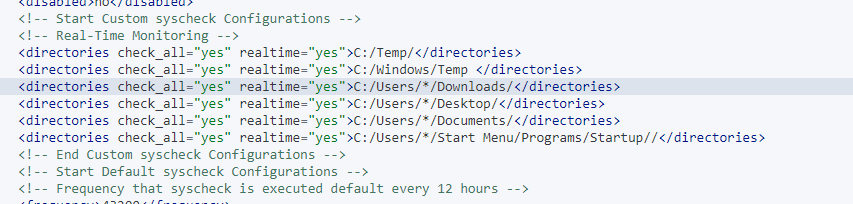 <disabled>no</disabled>
<!-- Start Custom syscheck Configurations -->
<!-- Real-Time Monitoring -->
<directories check_all="yes" realtime="yes">C:/Temp/</directories>
<directories check_all="yes" realtime="yes">C:/Windows/Temp </directories>
<directories check_all="yes" realtime="yes">C:/Users/*/Downloads/</directories>
<directories check_all="yes" realtime="yes">C:/Users/*/Desktop/</directories>
<directories check_all="yes" realtime="yes">C:/Users/*/Documents/</directories>
<directories check_all="yes" realtime="yes">C:/Users/*/Start Menu/Programs/Startup//</directories>
<!-- End Custom syscheck Configurations -->
<!-- Start Default syscheck Configurations -->
<!-- Frequency that syscheck is executed default every 12 hours -->
<frequency>43200</frequency>